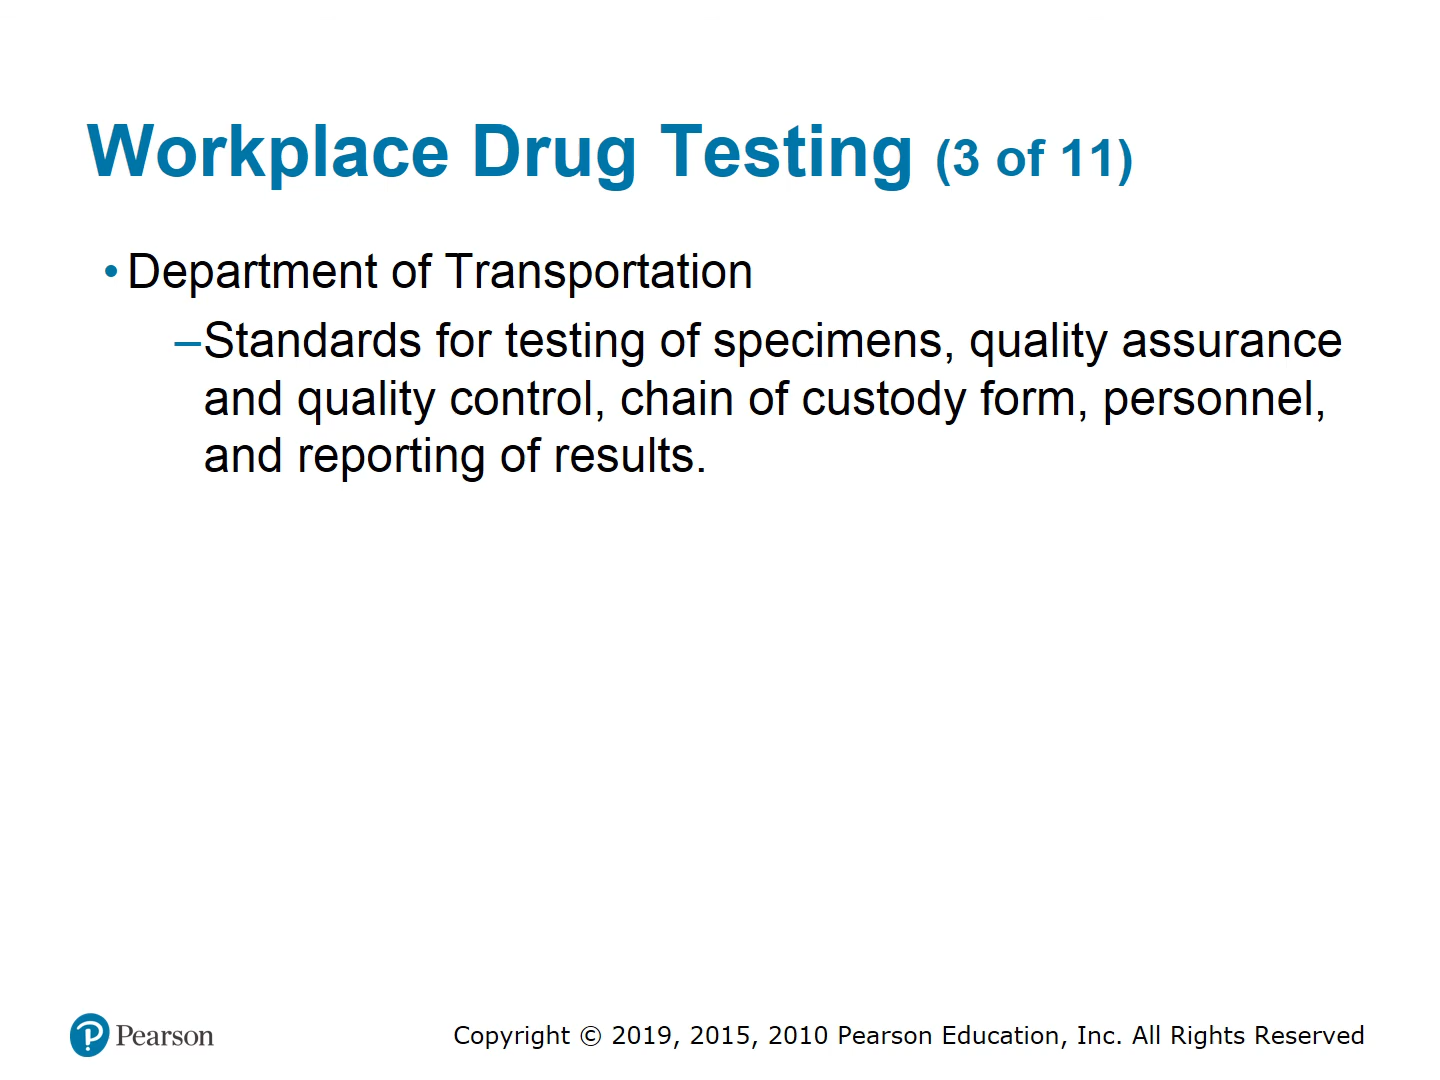 Workplace Drug Testing (3 of 11)
• Department of Transportation
–Standards for testing of specimens, quality assurance
and quality control, chain of custody form, personnel,
and reporting of results.
Pearson
Copyright © 2019, 2015, 2010 Pearson Education, Inc. All Rights Reserved